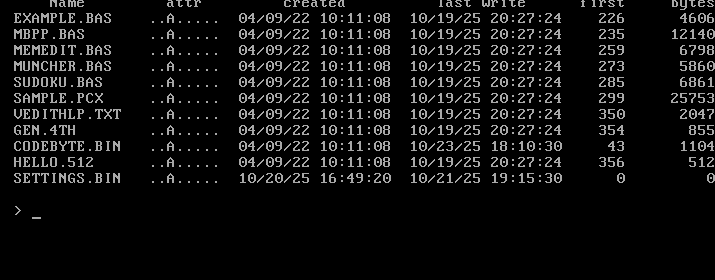 Name attr created last write first bytes
EXAMPLE.BAS ..A..... 04/09/22 10:11:08 10/19/25 20:27:24 226 4606
MBPP.BAS ..A..... 04/09/22 10:11:08 10/19/25 20:27:24 235 12140
MEMEDIT.BAS ..A..... 04/09/22 10:11:08 10/19/25 20:27:24 259 6798
MUNCHER.BAS ..A..... 04/09/22 10:11:08 10/19/25 20:27:24 273 5860
SUDOKU.BAS ..A..... 04/09/22 10:11:08 10/19/25 20:27:24 285 6861
SAMPLE.PCX ..A..... 04/09/22 10:11:08 10/19/25 20:27:24 299 25753
VEDITHLP.TXT ..A..... 04/09/22 10:11:08 10/19/25 20:27:24 350 2047
GEN.4TH ..A..... 04/09/22 10:11:08 10/19/25 20:27:24 354 855
CODEBYTE.BIN ..A..... 04/09/22 10:11:08 10/23/25 18:10:30 43 1104
HELLO.512 ..A..... 04/09/22 10:11:08 10/19/25 20:27:24 356 512
SETTINGS.BIN ..A..... 10/20/25 16:49:20 10/21/25 19:15:30 0 0
> _